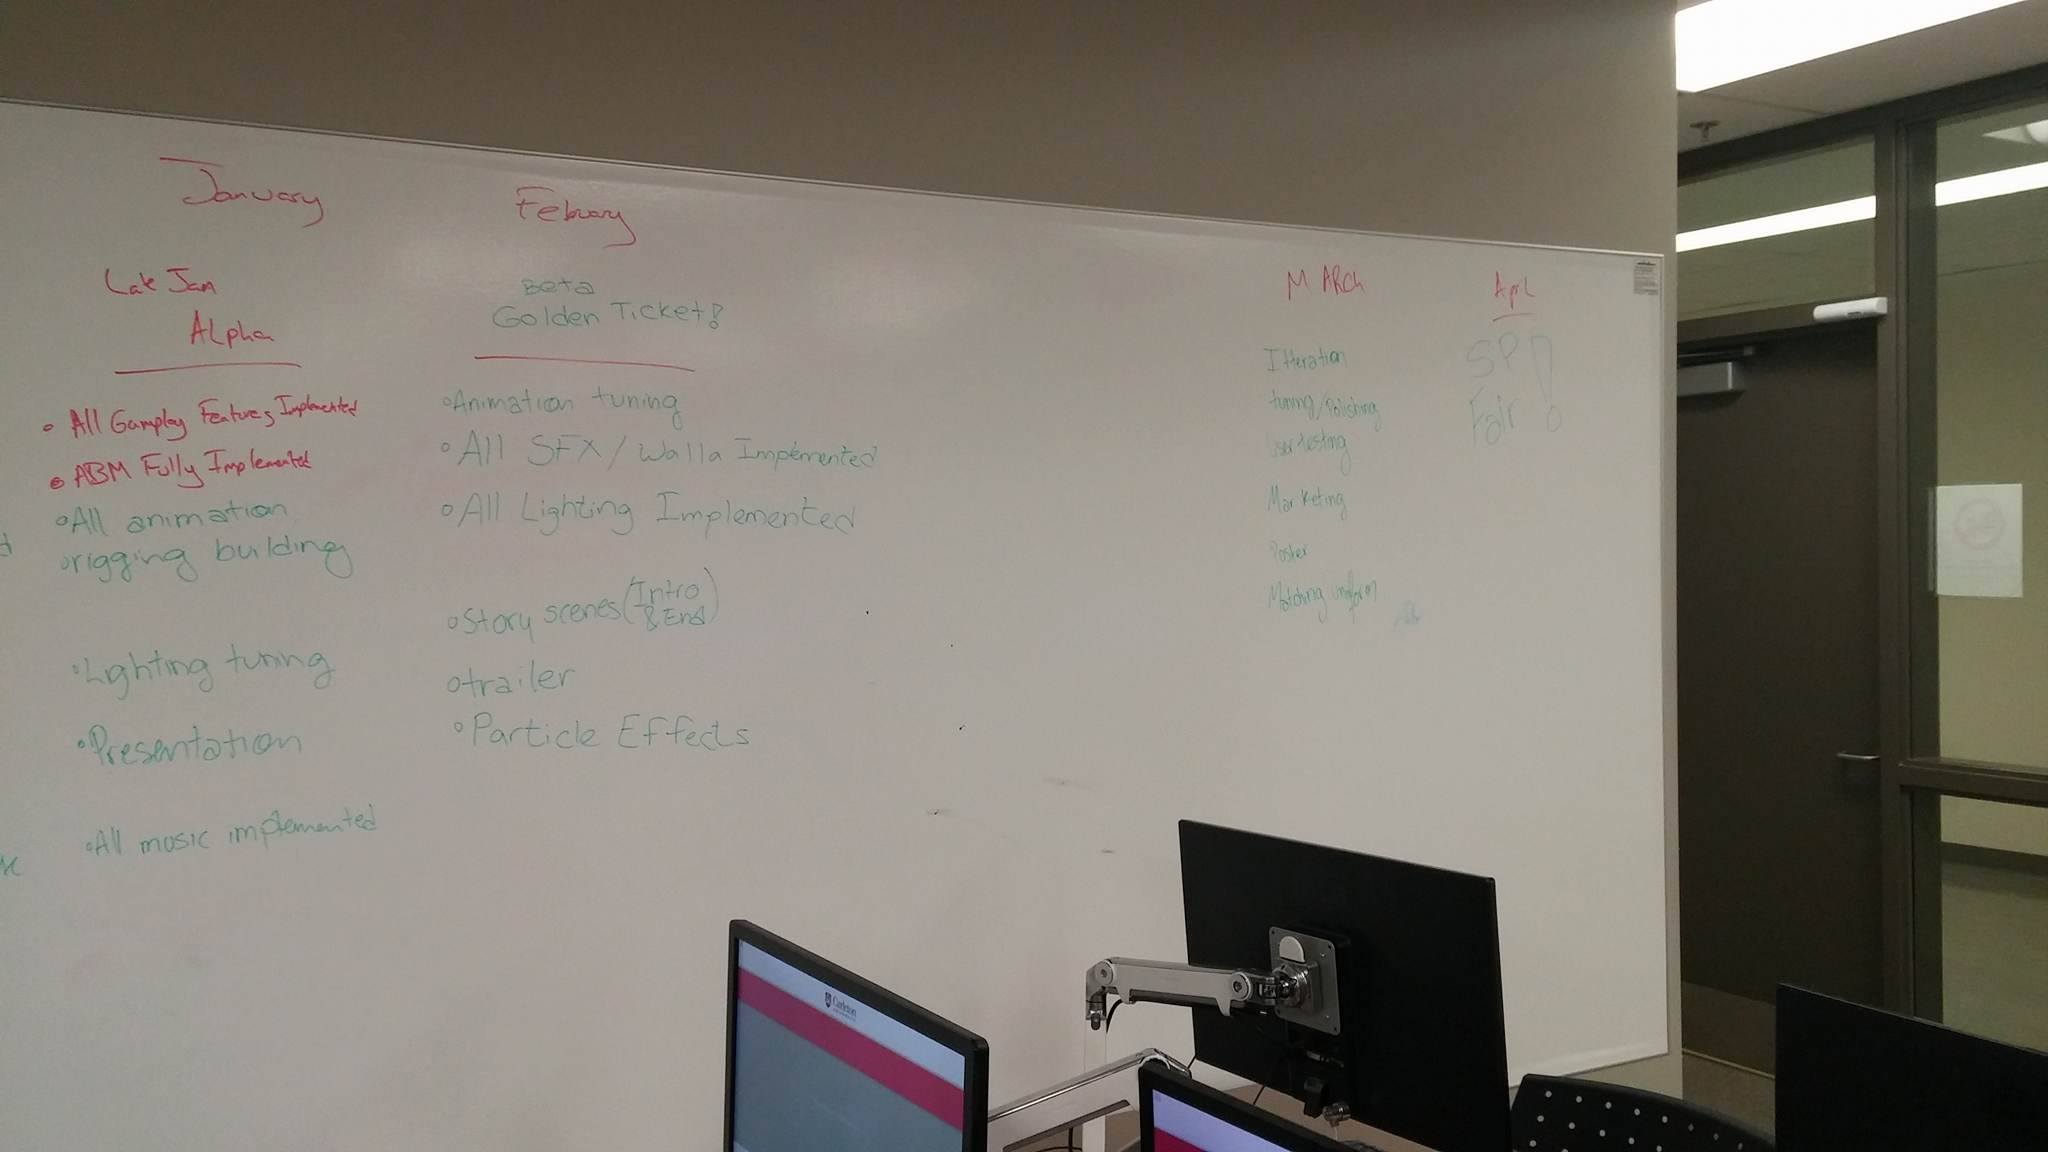 January
Late Jan
Alpha
• All Gameplay Features Implemented
• ABM Fully Implemented
• All animation
• rigging building
• Lighting tuning
• Presentation
• All music implemented
Febuary
Beta
Golden Ticket!
• Animation tuning
• All SFX / Walla Implemented
• All Lighting Implemented
• Story scenes (Intro
& End)
• trailer
• Particle Effects
MARch
Itteration
tuning/Polishing
User testing
Marketing
Poster
Matching uniform
April
SP
Fair!
Carleton